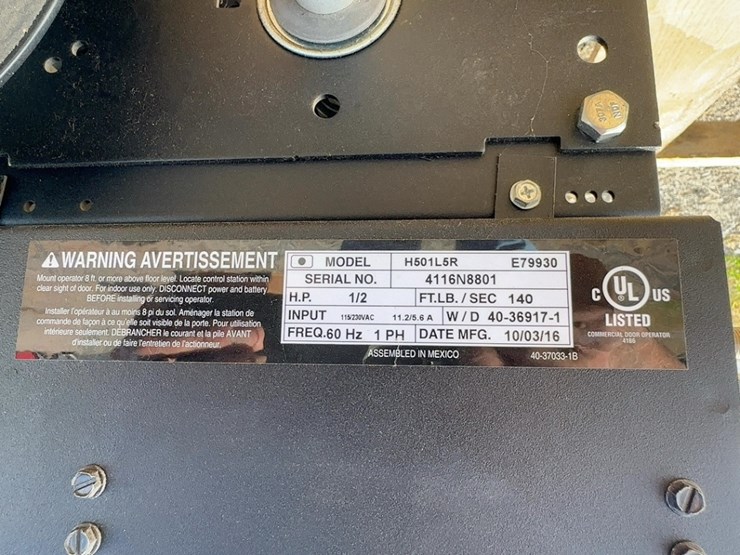 WARNING AVERTISSEMENT
Mount operator 8 ft. or more above floor level. Locate control station within
clear sight of door. For indoor use only. DISCONNECT power and battery
BEFORE installing or servicing operator.
Installer l'opérateur à au moins 8 pi du sol. Aménager la station de
commande de façon à ce qu'elle soit visible de la porte. Pour utilisation
intérieure seulement. DÉBRANCHER le courant et la pile AVANT
d'installer ou de faire l'entretien de l'actionneur.
MODEL H501L5R E79930
SERIAL NO. 4116N8801
H.P. 1/2 FT.LB. / SEC 140
INPUT 115/230VAC 11.2/5.6 A W / D 40-36917-1
FREQ.60 Hz 1 PH DATE MFG. 10/03/16
ASSEMBLED IN MEXICO 40-37033-1B
C UL US
LISTED
COMMERCIAL DOOR OPERATOR